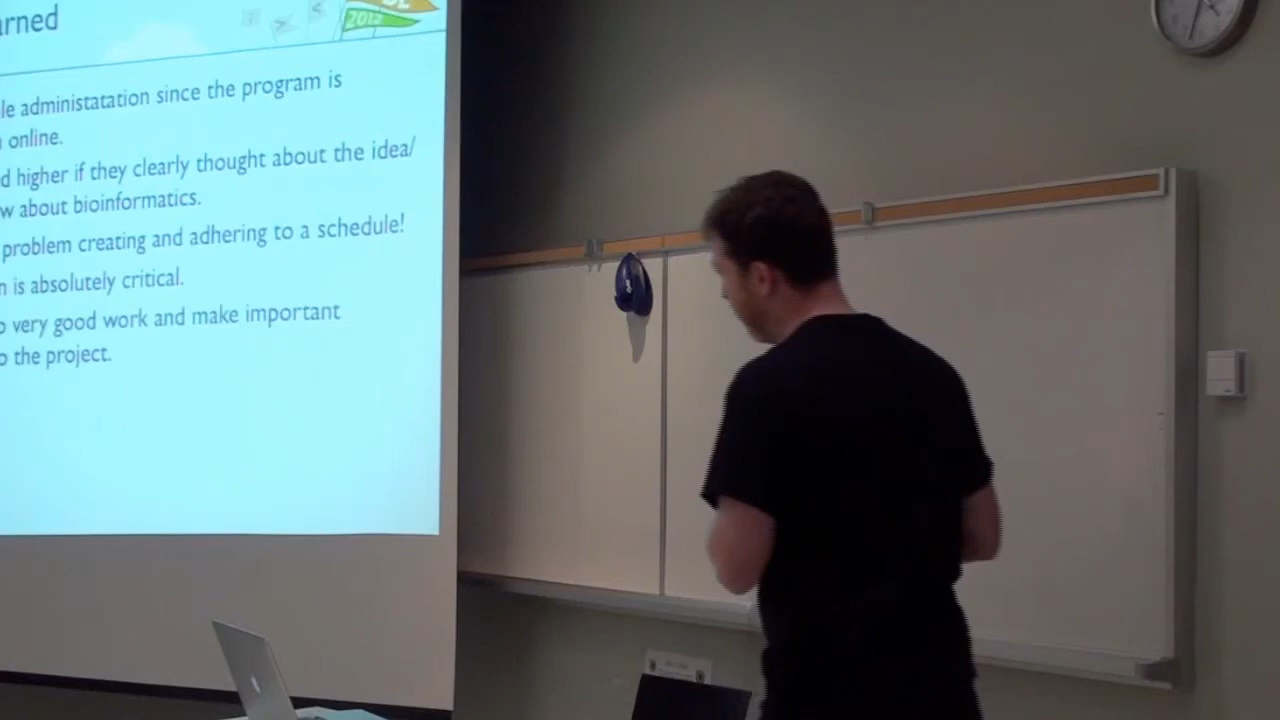 arned
2012
le administatation since the program is
online.
d higher if they clearly thought about the idea/
w about bioinformatics.
problem creating and adhering to a schedule!
n is absolutely critical.
o very good work and make important
o the project.